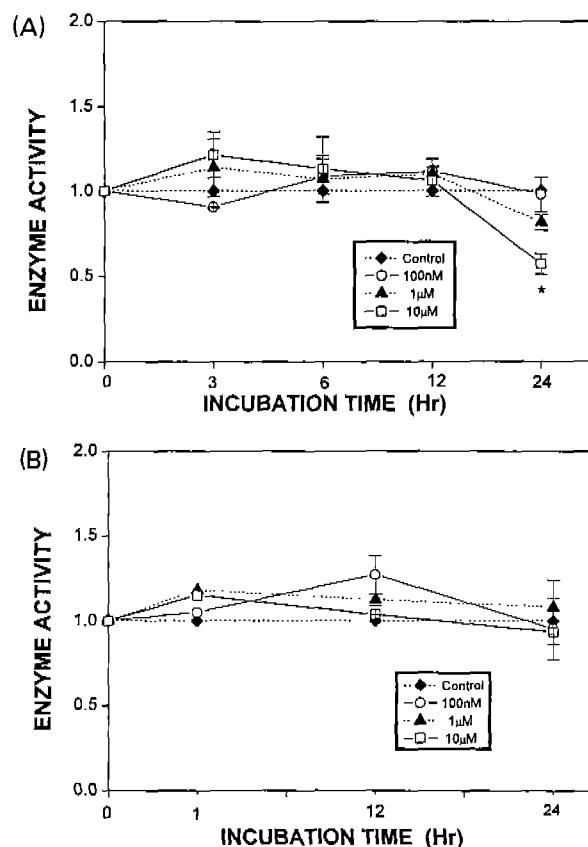 (A)
2.0
1.5
1.0
0.5
0.0
ENZYME ACTIVITY
Control
100nM
1µM
10µM
*
0 3 6 12 24
INCUBATION TIME (Hr)
(B)
2.0
1.5
1.0
0.5
0.0
ENZYME ACTIVITY
Control
100nM
1µM
10µM
0 1 12 24
INCUBATION TIME (Hr)